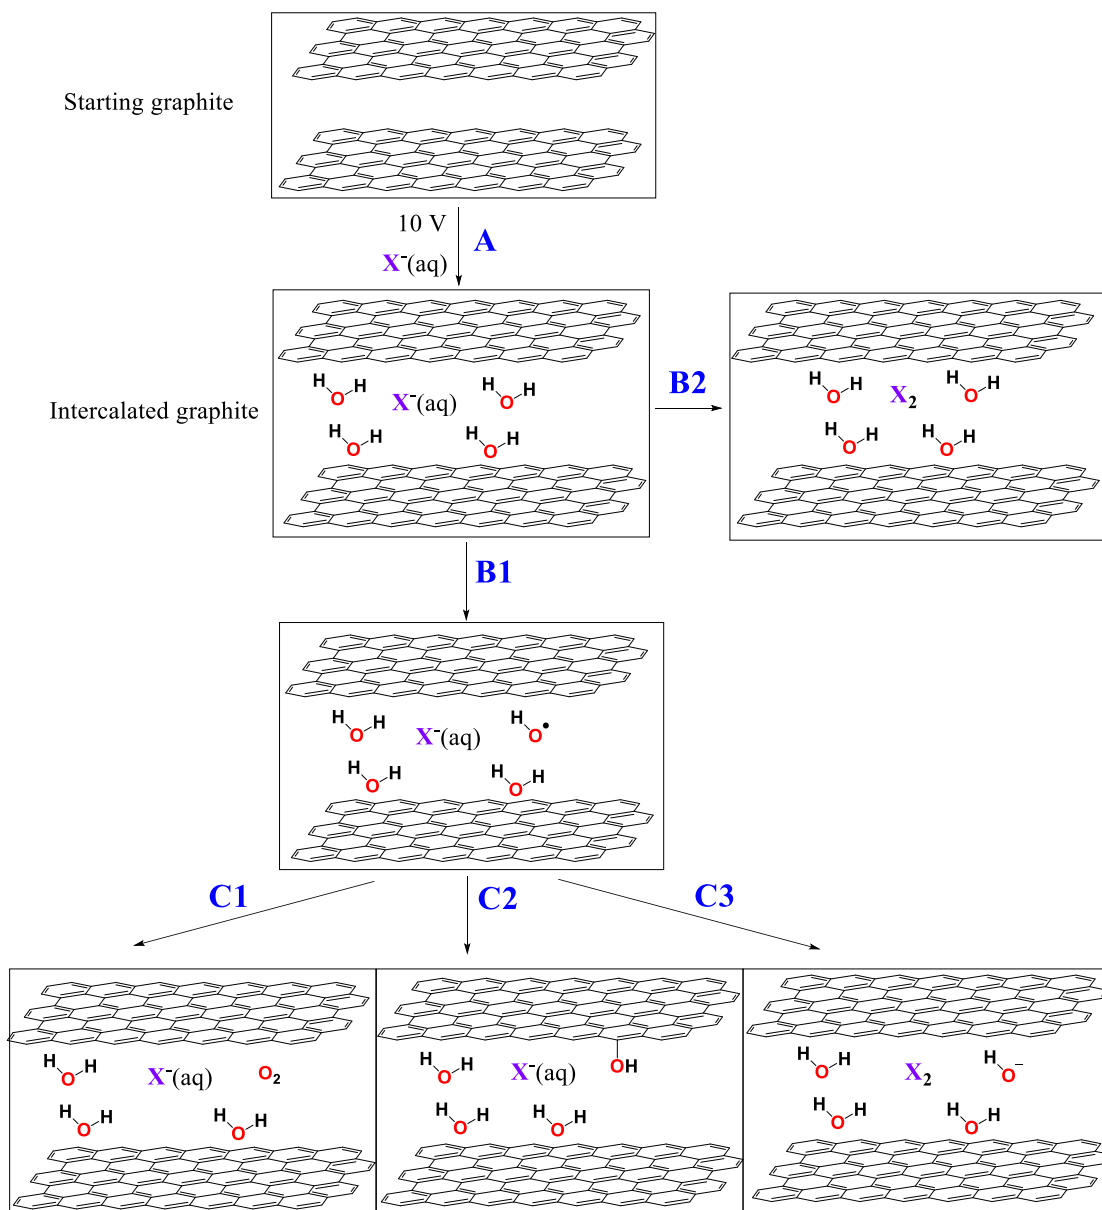 Starting graphite
10 V
A
X⁻(aq)
Intercalated graphite
H H O
X⁻(aq)
H H O
H H O
H H O
B2
H H O
X₂
H H O
H H O
H H O
B1
H H O
X⁻(aq)
H O•
H H O
H H O
C1
C2
C3
H H O
X⁻(aq)
O₂
H H O
H H O
H H O
X⁻(aq)
OH
H H O
H H O
H H O
X₂
H O⁻
H H O
H H O